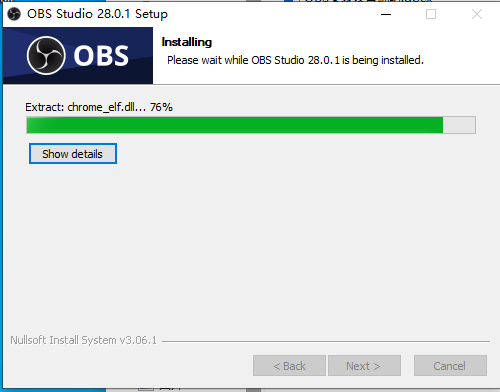 OBS Studio 28.0.1 Setup
OBS
Installing
Please wait while OBS Studio 28.0.1 is being installed.
Extract: chrome_elf.dll... 76%
Show details
Nullsoft Install System v3.06.1
< Back
Next >
Cancel